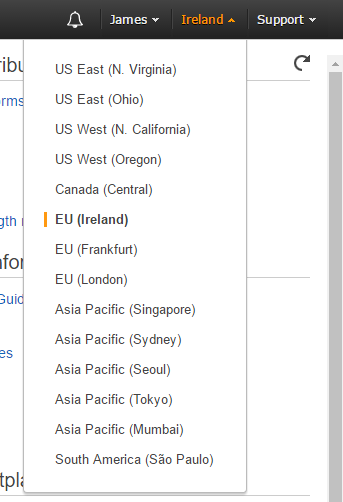 James Ireland Support
ribu
US East (N. Virginia)
orms
US East (Ohio)
US West (N. California)
US West (Oregon)
Canada (Central)
EU (Ireland)
gth
EU (Frankfurt)
nfor
EU (London)
Guid
Asia Pacific (Singapore)
Asia Pacific (Sydney)
es
Asia Pacific (Seoul)
Asia Pacific (Tokyo)
Asia Pacific (Mumbai)
South America (São Paulo)
tpla